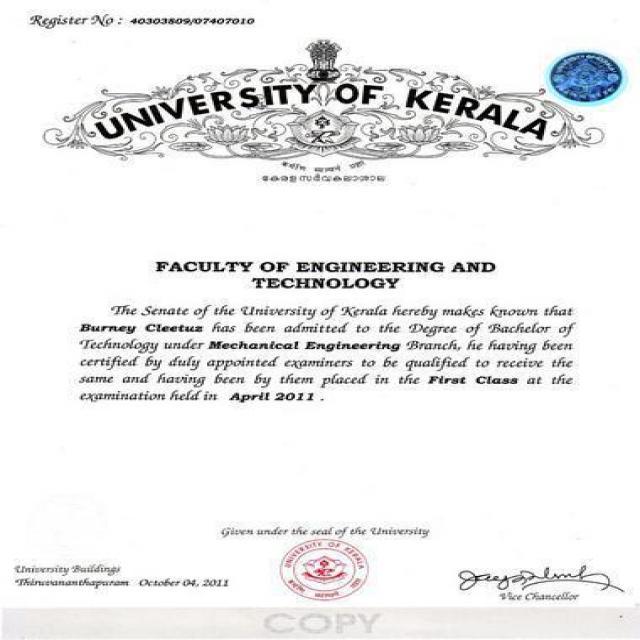 Register No : 40303809/07407010
UNIVERSITY OF KERALA
കേരള സർവകലാശാല
FACULTY OF ENGINEERING AND
TECHNOLOGY
The Senate of the University of Kerala hereby makes known that
Burney Cleetuz has been admitted to the Degree of Bachelor of
Technology under Mechanical Engineering Branch, he having been
certified by duly appointed examiners to be qualified to receive the
same and having been by them placed in the First Class at the
examination held in April 2011 .
Given under the seal of the University
UNIVERSITY OF KERALA
University Buildings
Thiruvananthapuram October 04, 2011
Vice Chancellor
COPY